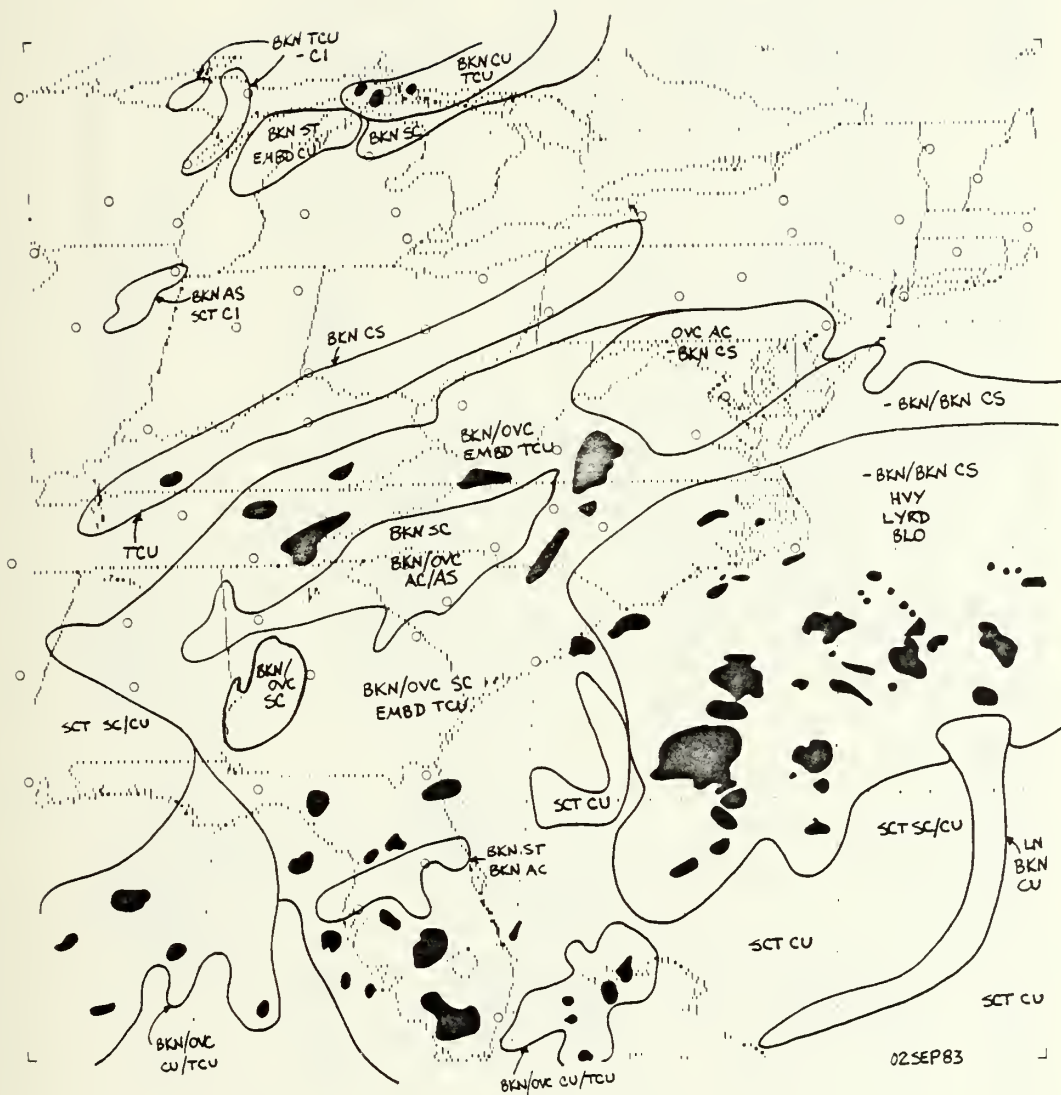 BKN TCU
- CI
BKN CU
TCU
BKN ST
EMBD CU
BKN SC
BKN AS
SCT CI
BKN CS
OVC AC
- BKN CS
- BKN/BKN CS
BKN/OVC
EMBD TCU
- BKN/BKN CS
HVY
LYRD
BLO
TCU
BKN SC
BKN/OVC
AC/AS
BKN/
OVC
SC
BKN/OVC SC
EMBD TCU
SCT SC/CU
SCT CU
SCT SC/CU
LN
BKN
CU
BKN ST
BKN AC
SCT CU
SCT CU
BKN/OVC
CU/TCU
BKN/OVC CU/TCU
02SEP83